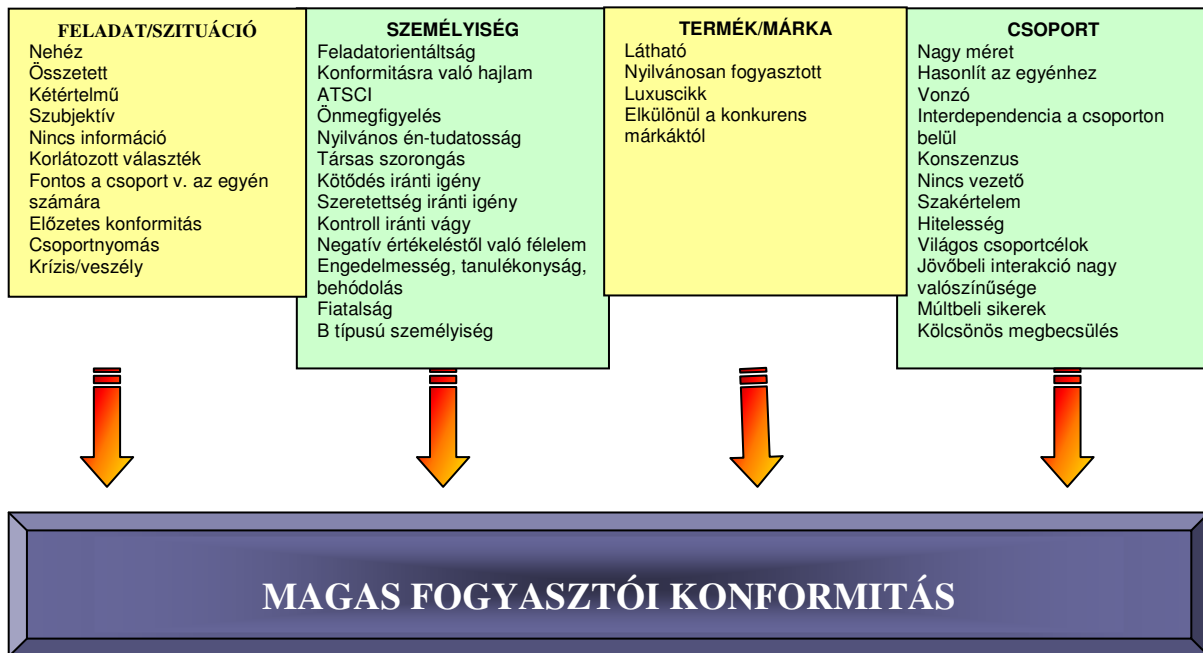 FELADAT/SZITUÁCIÓ
Nehéz
Összetett
Kétértelmű
Szubjektív
Nincs információ
Korlátozott választék
Fontos a csoport v. az egyén
számára
Előzetes konformitás
Csoportnyomás
Krízis/veszély
SZEMÉLYISÉG
Feladatorientáltság
Konformitásra való hajlam
ATSCI
Önmegfigyelés
Nyilvános én-tudatosság
Társas szorongás
Kötődés iránti igény
Szeretettség iránti igény
Kontroll iránti vágy
Negatív értékeléstől való félelem
Engedelmesség, tanulékonyság,
behódolás
Fiatalság
B típusú személyiség
TERMÉK/MÁRKA
Látható
Nyilvánosan fogyasztott
Luxuscikk
Elkülönül a konkurens
márkáktól
CSOPORT
Nagy méret
Hasonlít az egyénhez
Vonzó
Interdependencia a csoporton
belül
Konszenzus
Nincs vezető
Szakértelem
Hitelesség
Világos csoportcélok
Jövőbeli interakció nagy
valószínűsége
Múltbeli sikerek
Kölcsönös megbecsülés
MAGAS FOGYASZTÓI KONFORMITÁS